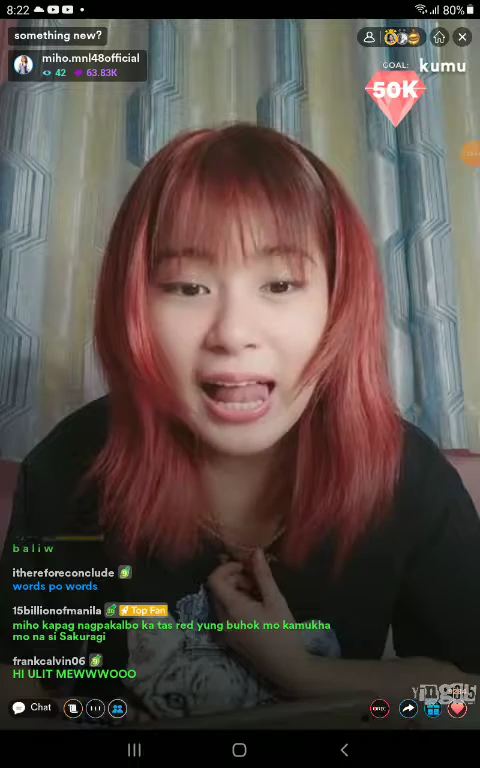 8:22
80%
something new?
miho.mnl48official
42
63.83K
GOAL:
kumu
50K
b a l i w
ithereforeconclude
words po words
15billionofmanila
Top Fan
miho kapag nagpakalbo ka tas red yung buhok mo kamukha
mo na si Sakuragi
frankcalvin06
HI ULIT MEWWWOOO
Chat
REC